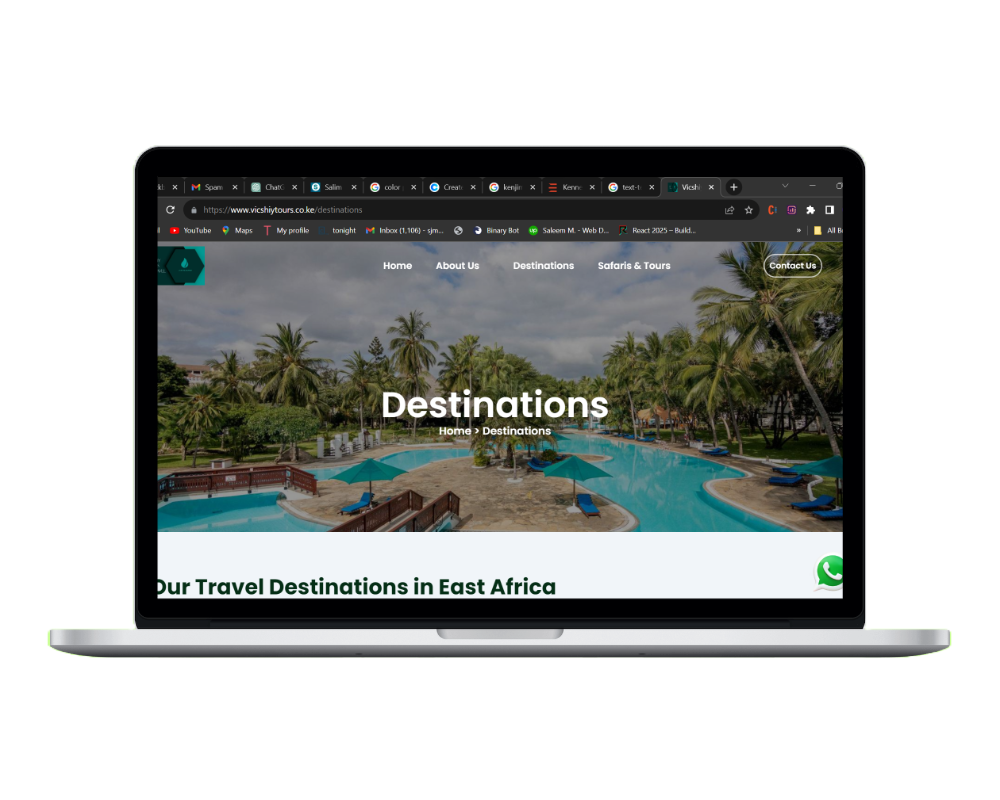 Spam ChatG Salim color Create kenjin Kenne text-t Vicshi
https://www.vicshiytours.co.ke/destinations
YouTube Maps My profile tonight Inbox (1,106) - sjm... Binary Bot Saleem M. - Web D... React 2025 – Build... » All B
Home About Us Destinations Safaris & Tours Contact Us
Destinations
Home > Destinations
Our Travel Destinations in East Africa